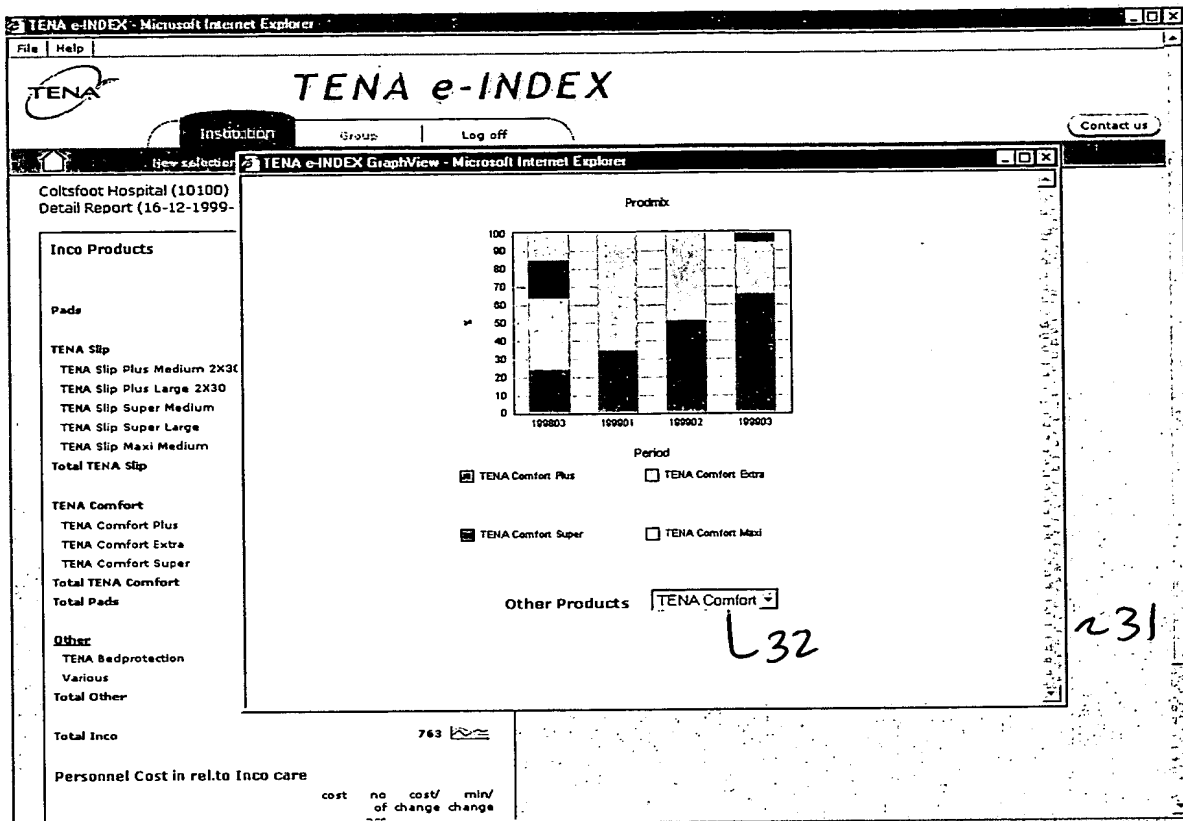 TENA e-INDEX - Microsoft Internet Explorer
File | Help
TENA
TENA e-INDEX
Institution Group Log off
Contact us
New selection
TENA e-INDEX GraphView - Microsoft Internet Explorer
Coltsfoot Hospital (10100)
Detail Report (16-12-1999-
Prodmix
Inco Products
100
90
80
70
60
50
40
30
20
10
0
%
199803 199901 199902 199903
Period
Pads
TENA Slip
TENA Slip Plus Medium 2X30
TENA Slip Plus Large 2X30
TENA Slip Super Medium
TENA Slip Super Large
TENA Slip Maxi Medium
Total TENA Slip
TENA Comfort Plus TENA Comfort Extra
TENA Comfort Super TENA Comfort Maxi
TENA Comfort
TENA Comfort Plus
TENA Comfort Extra
TENA Comfort Super
Total TENA Comfort
Total Pads
Other Products TENA Comfort
32
31
Other
TENA Bedprotection
Various
Total Other
Total Inco 763
Personnel Cost in rel.to Inco care
cost no cost/ min/
of change change